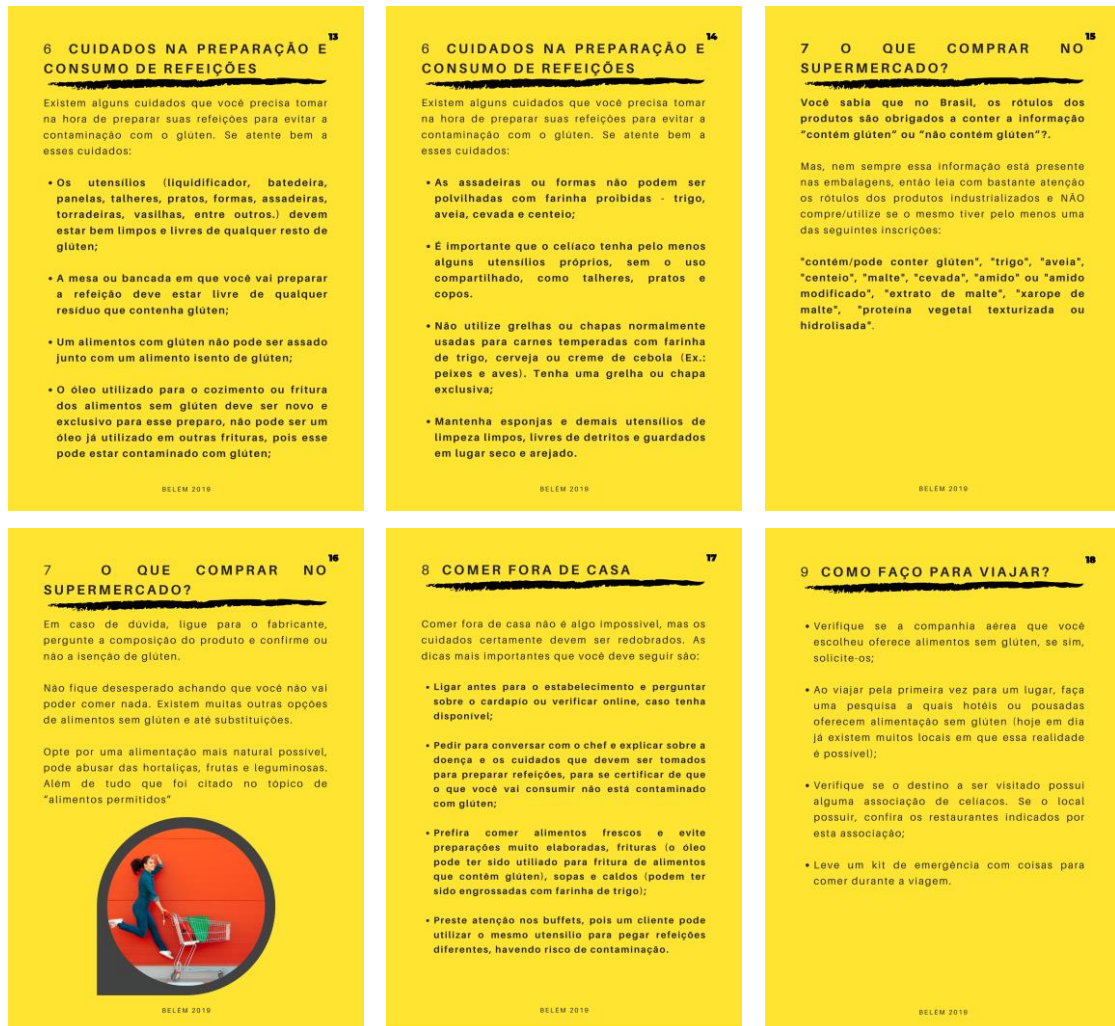 13
6 CUIDADOS NA PREPARAÇÃO E
CONSUMO DE REFEIÇÕES
Existem alguns cuidados que você precisa tomar
na hora de preparar suas refeições para evitar a
contaminação com o glúten. Se atente bem a
esses cuidados:
• Os utensílios (liquidificador, batedeira,
panelas, talheres, pratos, formas, assadeiras,
torradeiras, vasilhas, entre outros.) devem
estar bem limpos e livres de qualquer resto de
glúten;
• A mesa ou bancada em que você vai preparar
a refeição deve estar livre de qualquer
resíduo que contenha glúten;
• Um alimentos com glúten não pode ser assado
junto com um alimento isento de glúten;
• O óleo utilizado para o cozimento ou fritura
dos alimentos sem glúten deve ser novo e
exclusivo para esse preparo, não pode ser um
óleo já utilizado em outras frituras, pois esse
pode estar contaminado com glúten;
BELÉM 2019
14
6 CUIDADOS NA PREPARAÇÃO E
CONSUMO DE REFEIÇÕES
Existem alguns cuidados que você precisa tomar
na hora de preparar suas refeições para evitar a
contaminação com o glúten. Se atente bem a
esses cuidados:
• As assadeiras ou formas não podem ser
polvilhadas com farinha proibidas - trigo,
aveia, cevada e centeio;
• É importante que o celíaco tenha pelo menos
alguns utensílios próprios, sem o uso
compartilhado, como talheres, pratos e
copos.
• Não utilize grelhas ou chapas normalmente
usadas para carnes temperadas com farinha
de trigo, cerveja ou creme de cebola (Ex.:
peixes e aves). Tenha uma grelha ou chapa
exclusiva;
• Mantenha esponjas e demais utensílios de
limpeza limpos, livres de detritos e guardados
em lugar seco e arejado.
BELÉM 2019
15
7 O QUE COMPRAR NO
SUPERMERCADO?
Você sabia que no Brasil, os rótulos dos
produtos são obrigados a conter a informação
“contém glúten” ou “não contém glúten”?.
Mas, nem sempre essa informação está presente
nas embalagens, então leia com bastante atenção
os rótulos dos produtos industrializados e NÃO
compre/utilize se o mesmo tiver pelo menos uma
das seguintes inscrições:
"contém/pode conter glúten", "trigo", "aveia",
"centeio", "malte", "cevada", "amido" ou "amido
modificado", "extrato de malte", "xarope de
malte", "proteína vegetal texturizada ou
hidrolisada".
BELÉM 2019
16
7 O QUE COMPRAR NO
SUPERMERCADO?
Em caso de dúvida, ligue para o fabricante,
pergunte a composição do produto e confirme ou
não a isenção de glúten.
Não fique desesperado achando que você não vai
poder comer nada. Existem muitas outras opções
de alimentos sem glúten e até substituições.
Opte por uma alimentação mais natural possível,
pode abusar das hortaliças, frutas e leguminosas.
Além de tudo que foi citado no tópico de
“alimentos permitidos”
BELÉM 2019
17
8 COMER FORA DE CASA
Comer fora de casa não é algo impossível, mas os
cuidados certamente devem ser redobrados. As
dicas mais importantes que você deve seguir são:
• Ligar antes para o estabelecimento e perguntar
sobre o cardapío ou verificar online, caso tenha
disponível;
• Pedir para conversar com o chef e explicar sobre a
doença e os cuidados que devem ser tomados
para preparar refeições, para se certificar de que
o que você vai consumir não está contaminado
com glúten;
• Prefira comer alimentos frescos e evite
preparações muito elaboradas, frituras (o óleo
pode ter sido utiliado para fritura de alimentos
que contêm glúten), sopas e caldos (podem ter
sido engrossadas com farinha de trigo);
• Preste atenção nos buffets, pois um cliente pode
utilizar o mesmo utensílio para pegar refeições
diferentes, havendo risco de contaminação.
BELÉM 2019
18
9 COMO FAÇO PARA VIAJAR?
• Verifique se a companhia aérea que você
escolheu oferece alimentos sem glúten, se sim,
solicite-os;
• Ao viajar pela primeira vez para um lugar, faça
uma pesquisa a quais hotéis ou pousadas
oferecem alimentação sem glúten (hoje em dia
já existem muitos locais em que essa realidade
é possível);
• Verifique se o destino a ser visitado possui
alguma associação de celíacos. Se o local
possuir, confira os restaurantes indicados por
esta associação;
• Leve um kit de emergência com coisas para
comer durante a viagem.
BELÉM 2019